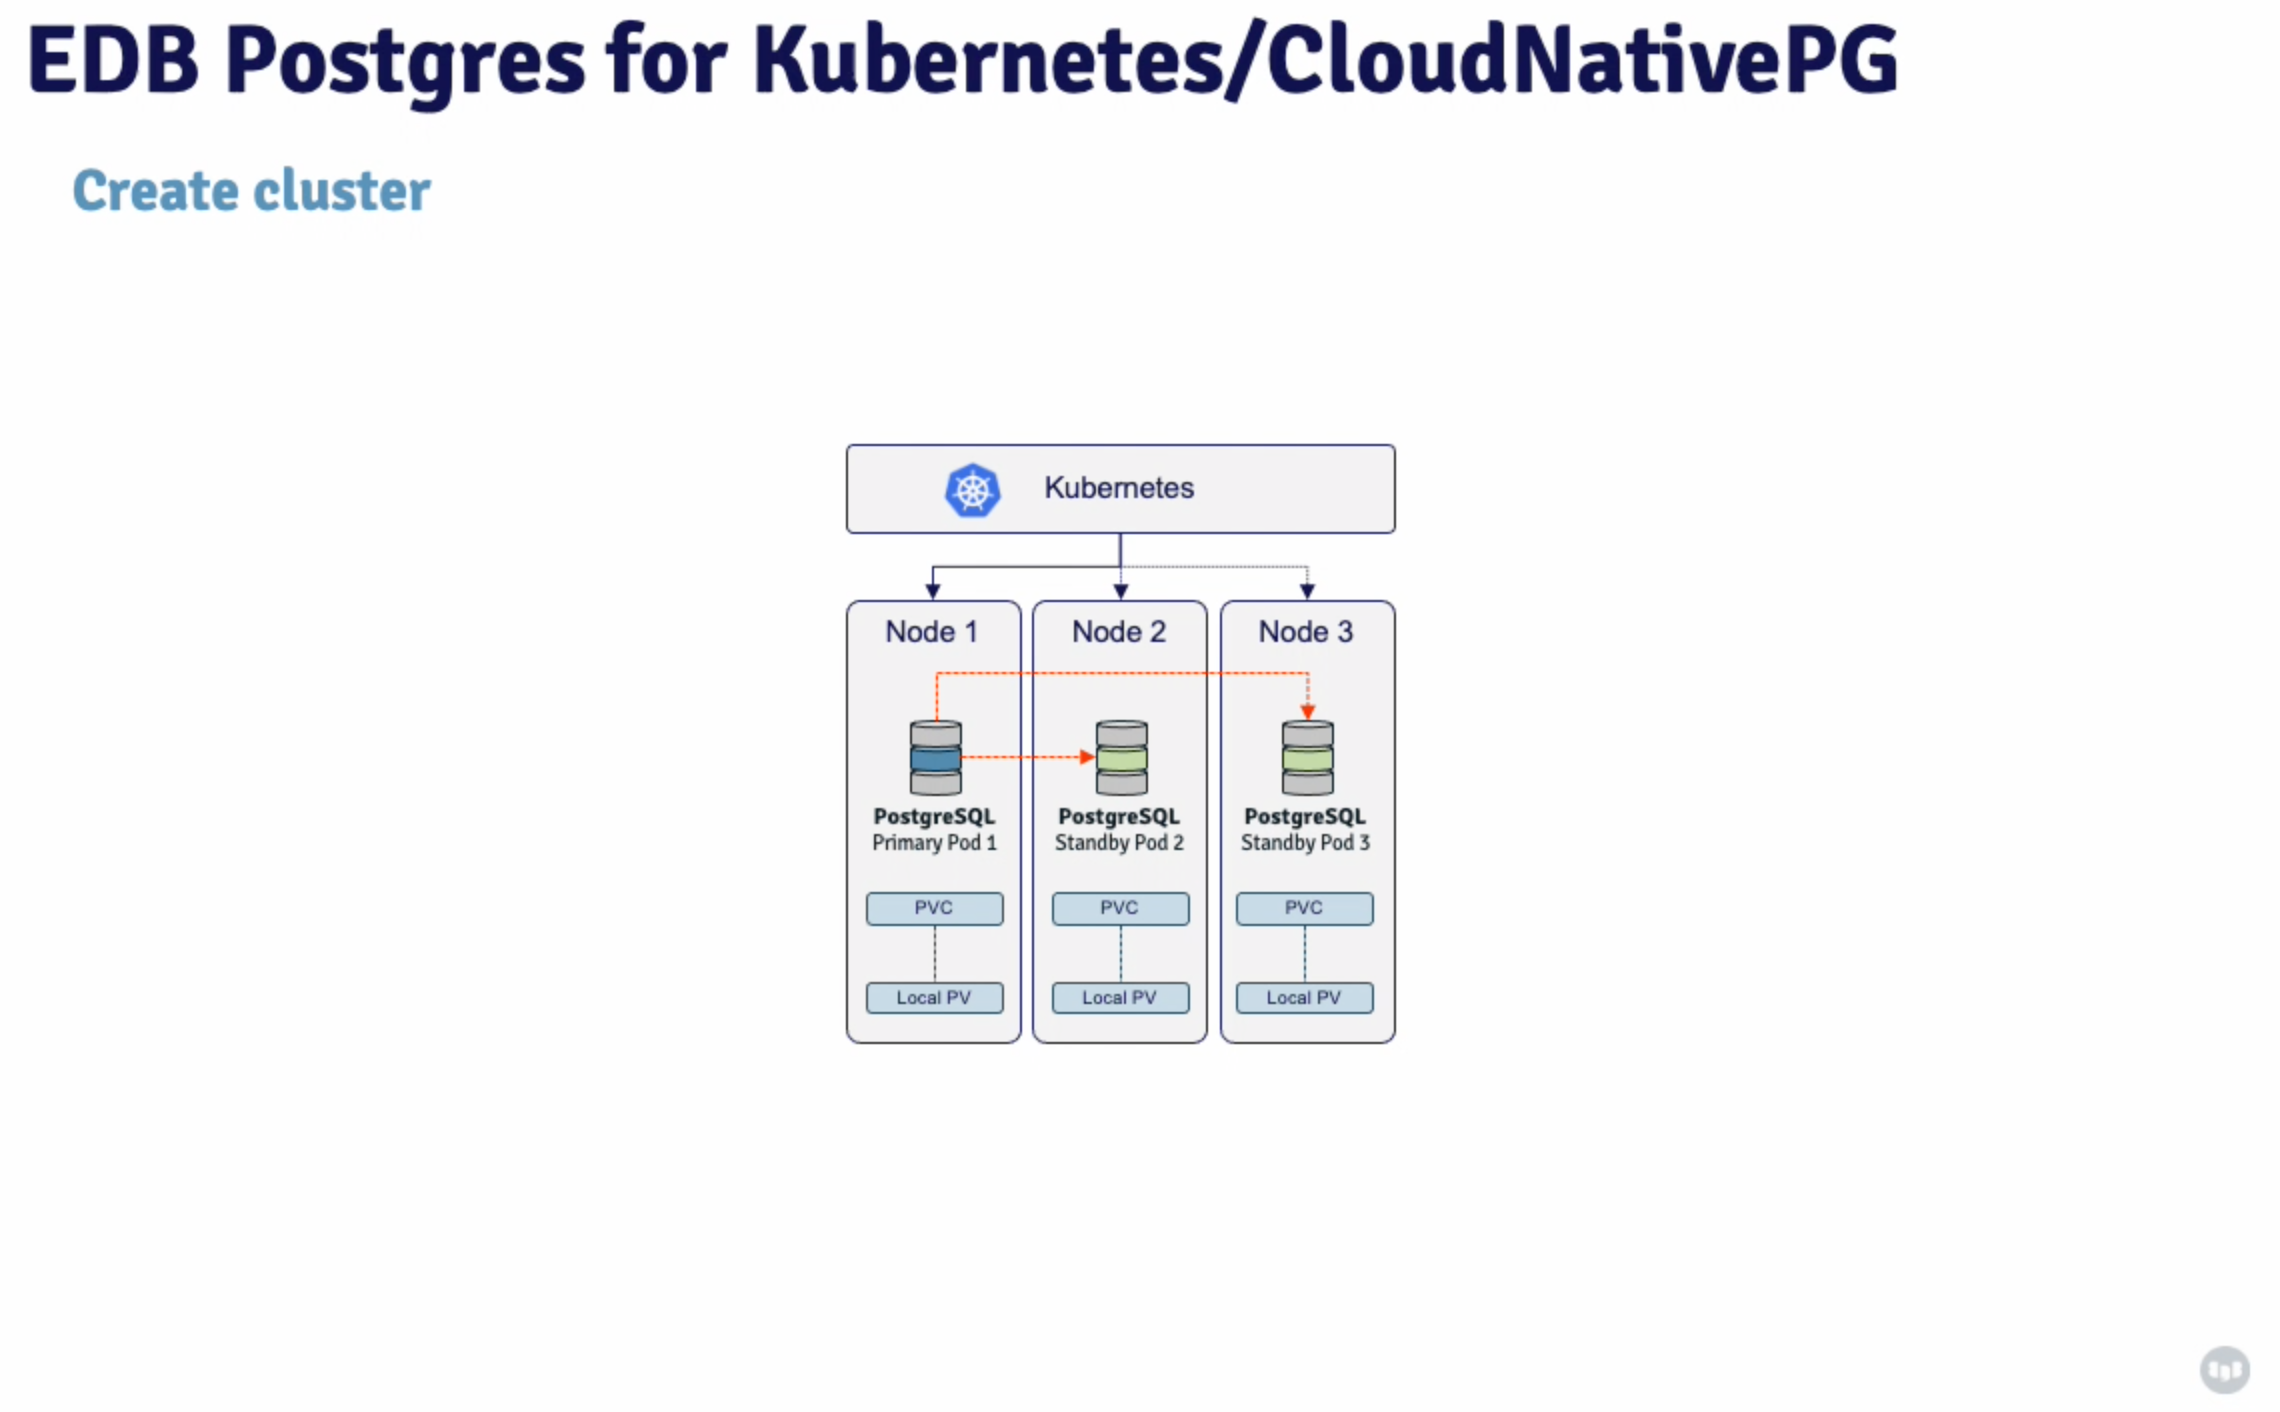 EDB Postgres for Kubernetes/CloudNativePG
Create cluster
Kubernetes
Node 1
Node 2
Node 3
PostgreSQL
Primary Pod 1
PostgreSQL
Standby Pod 2
PostgreSQL
Standby Pod 3
PVC
PVC
PVC
Local PV
Local PV
Local PV